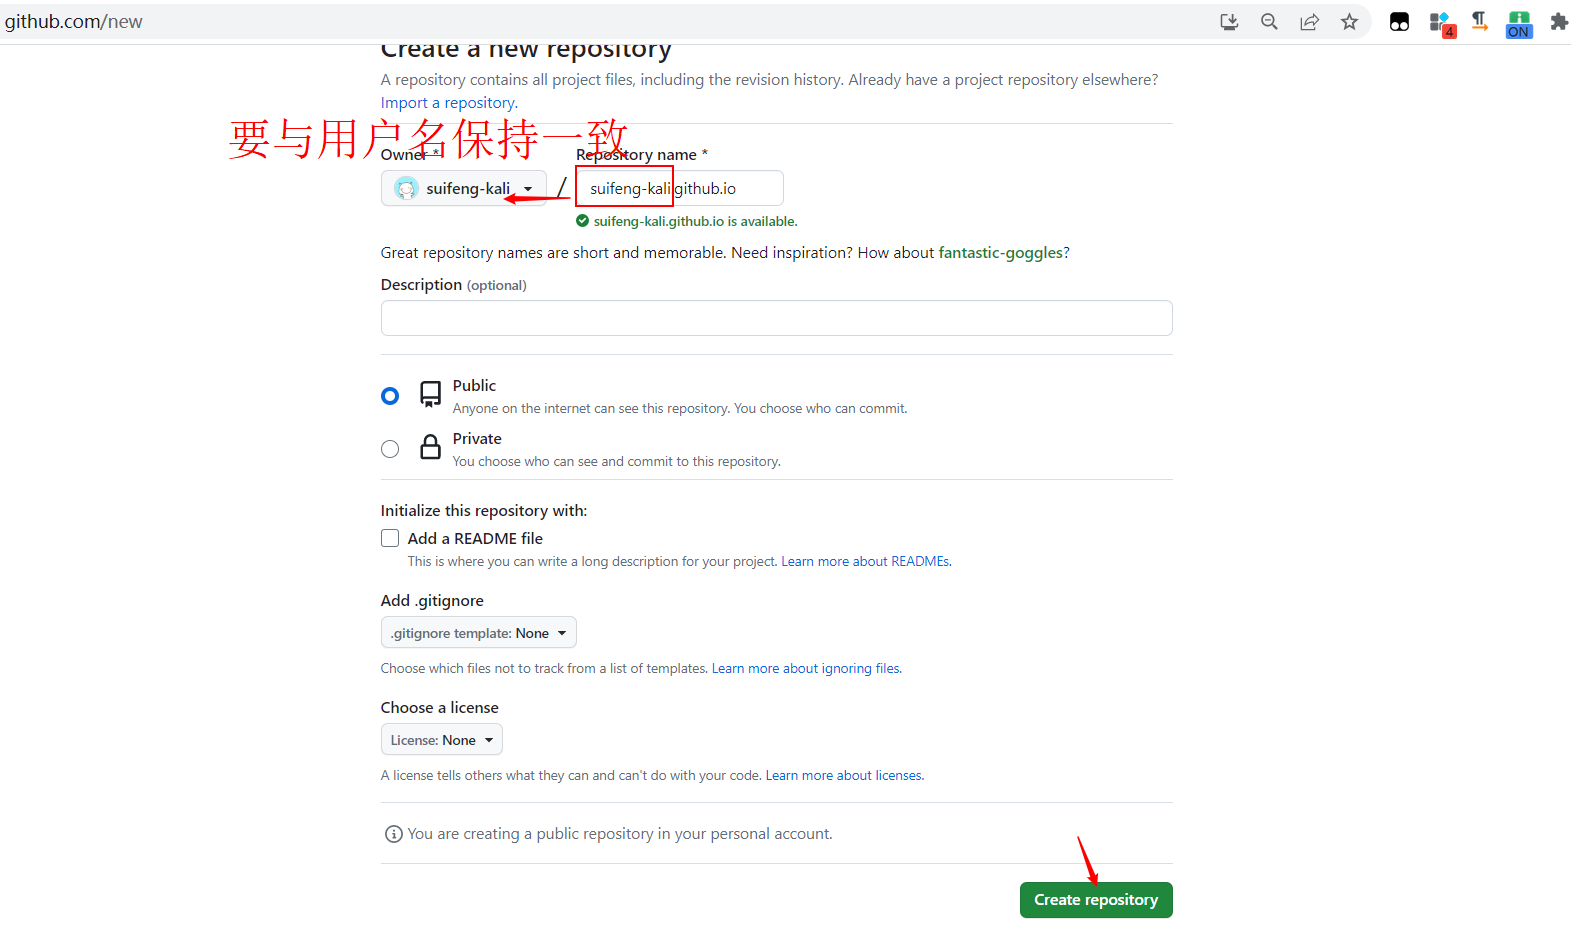 github.com/new
4
ON
Create a new repository
A repository contains all project files, including the revision history. Already have a project repository elsewhere?
Import a repository.
要与用户名保持一致
Owner *
Repository name *
suifeng-kali
/
suifeng-kali.github.io
suifeng-kali.github.io is available.
Great repository names are short and memorable. Need inspiration? How about fantastic-goggles?
Description (optional)
Public
Anyone on the internet can see this repository. You choose who can commit.
Private
You choose who can see and commit to this repository.
Initialize this repository with:
Add a README file
This is where you can write a long description for your project. Learn more about READMEs.
Add .gitignore
.gitignore template: None
Choose which files not to track from a list of templates. Learn more about ignoring files.
Choose a license
License: None
A license tells others what they can and can't do with your code. Learn more about licenses.
You are creating a public repository in your personal account.
Create repository